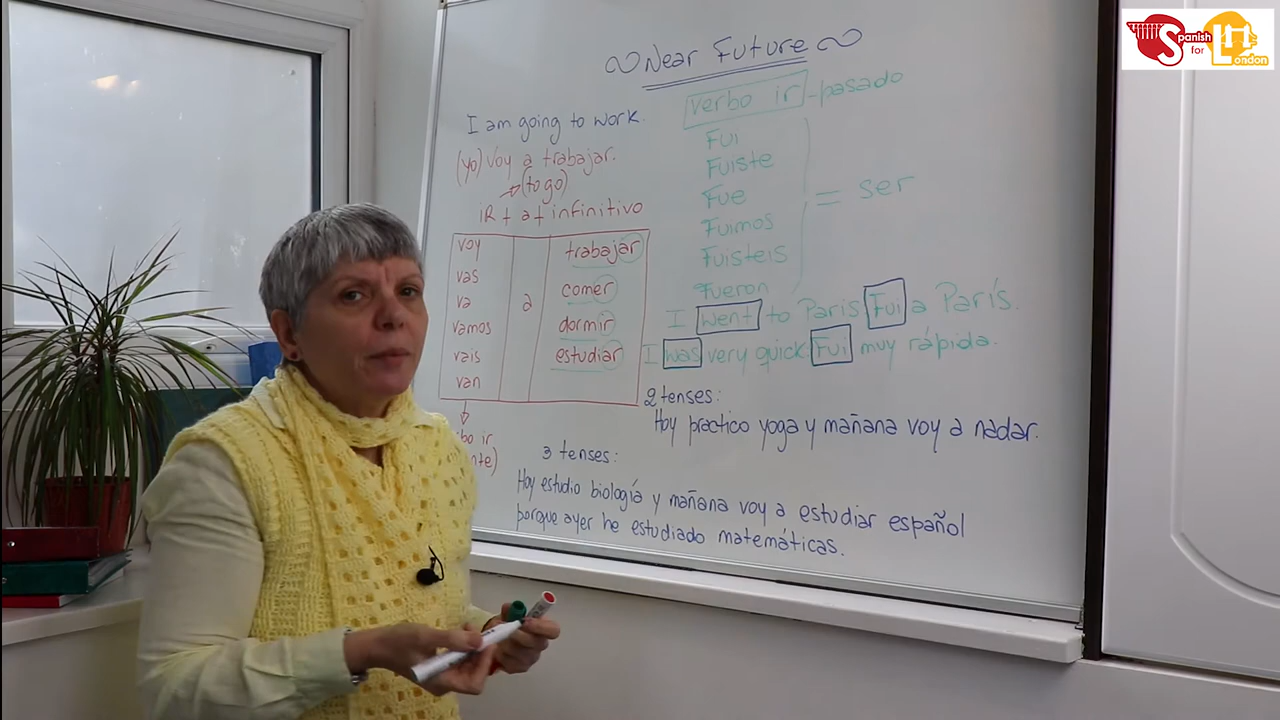 Near Future
I am going to work.
(yo) Voy a trabajar.
(to go)
iR + a + infinitivo
voy
vas
va
vamos
vais
van
a
trabajar
comer
dormir
estudiar
bo ir
nte)
verbo ir - pasado
Fui
Fuiste
Fue
Fuimos
Fuisteis
Fueron
= ser
I went to Paris Fui a París.
I was very quick. Fui muy rápida.
2 tenses:
Hoy practico yoga y mañana voy a nadar.
3 tenses:
Hoy estudio biología y mañana voy a estudiar español
porque ayer he estudiado matemáticas.
Spanish
for
London